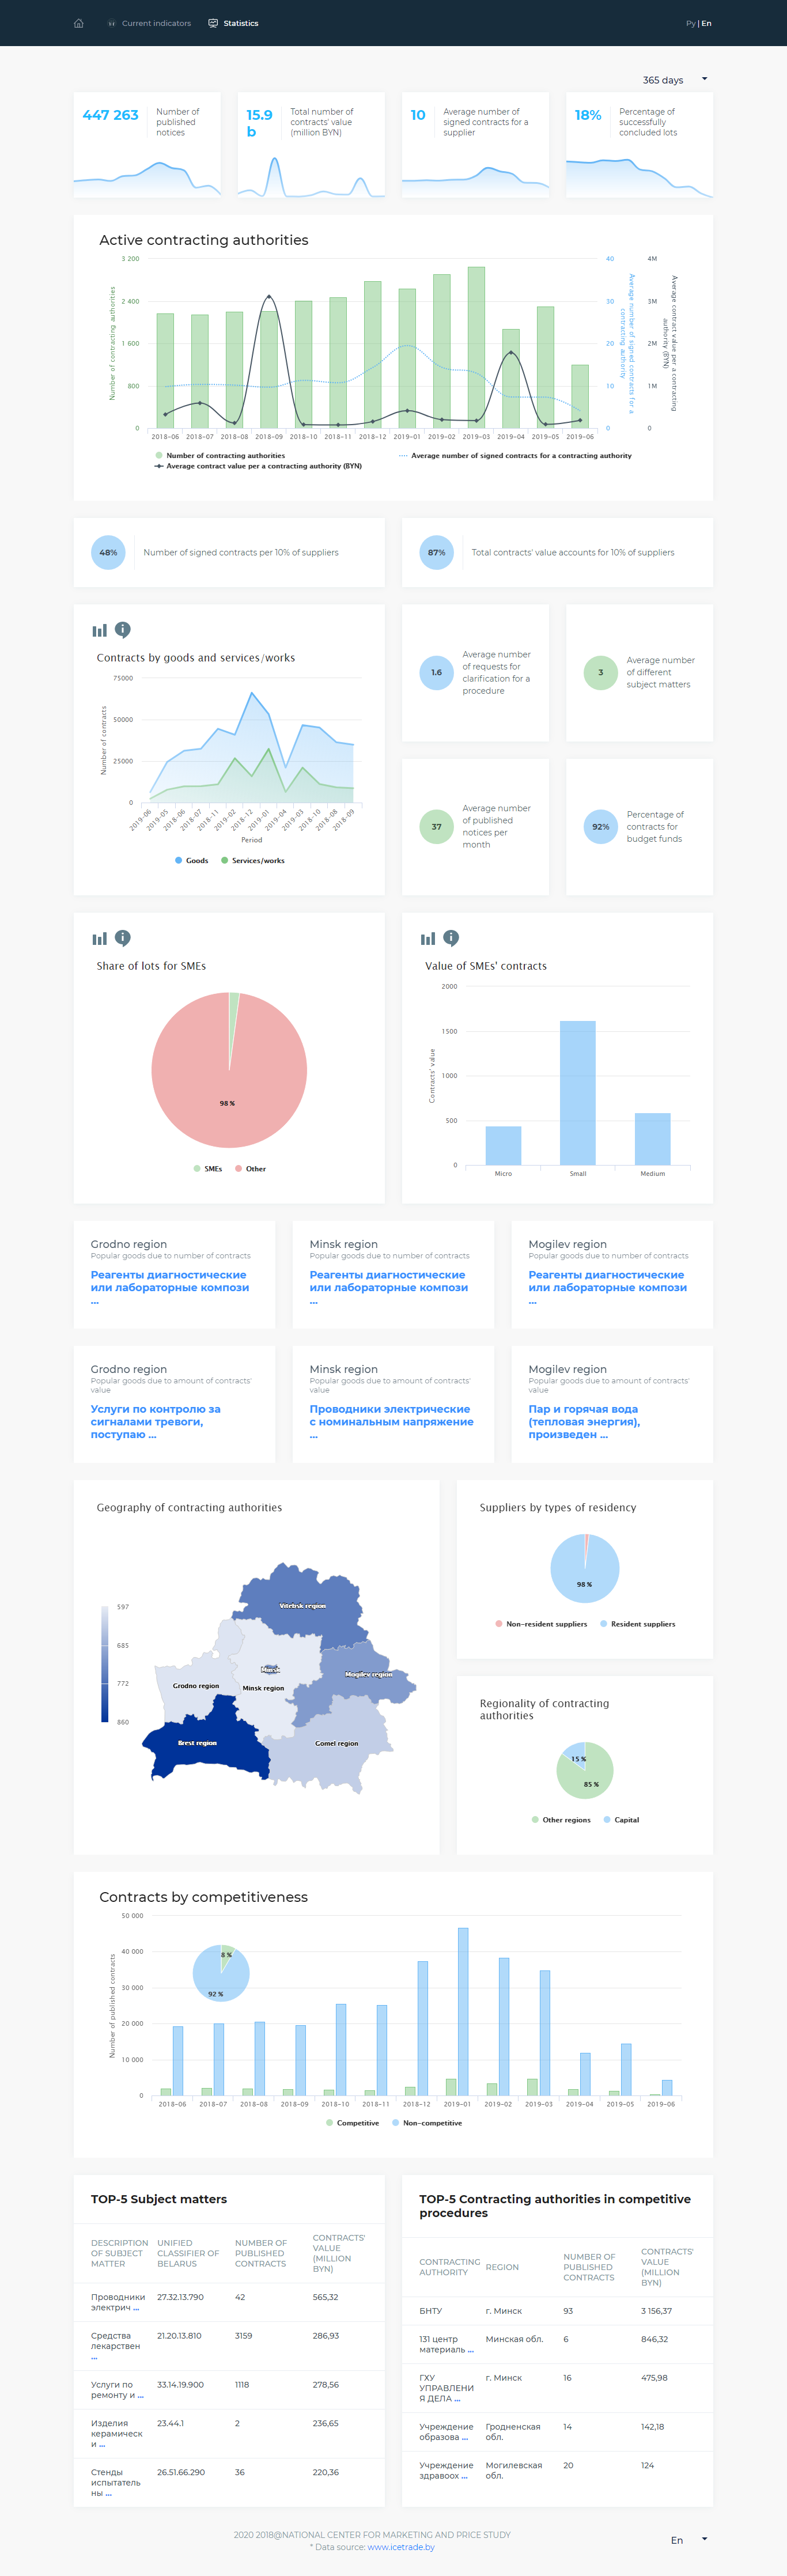 Current indicators
Statistics
Ру | En
365 days
447 263
Number of
published
notices
15.9
b
Total number of
contracts' value
(million BYN)
10
Average number of
signed contracts for a
supplier
18%
Percentage of
successfully
concluded lots
Active contracting authorities
Number of contracting authorities
3 200
2 400
1 600
800
0
40
30
20
10
0
Average number of signed contracts for a
contracting authority
4M
3M
2M
1M
0
Average contract value per a contracting
authority (BYN)
2018-06 2018-07 2018-08 2018-09 2018-10 2018-11 2018-12 2019-01 2019-02 2019-03 2019-04 2019-05 2019-06
Number of contracting authorities
Average number of signed contracts for a contracting authority
Average contract value per a contracting authority (BYN)
48%
Number of signed contracts per 10% of suppliers
87%
Total contracts' value accounts for 10% of suppliers
Contracts by goods and services/works
Number of contracts
75000
50000
25000
0
2019-06 2019-05 2018-06 2018-07 2018-11 2019-02 2018-12 2019-01 2019-04 2019-03 2018-10 2018-08 2018-09
Period
Goods Services/works
1.6
Average number
of requests for
clarification for a
procedure
3
Average number
of different
subject matters
37
Average number
of published
notices per
month
92%
Percentage of
contracts for
budget funds
Share of lots for SMEs
98 %
SMEs Other
Value of SMEs' contracts
Contracts' value
2000
1500
1000
500
0
Micro Small Medium
Grodno region
Popular goods due to number of contracts
Реагенты диагностические
или лабораторные компози
...
Minsk region
Popular goods due to number of contracts
Реагенты диагностические
или лабораторные компози
...
Mogilev region
Popular goods due to number of contracts
Реагенты диагностические
или лабораторные компози
...
Grodno region
Popular goods due to amount of contracts'
value
Услуги по контролю за
сигналами тревоги,
поступаю ...
Minsk region
Popular goods due to amount of contracts'
value
Проводники электрические
с номинальным напряжение
...
Mogilev region
Popular goods due to amount of contracts'
value
Пар и горячая вода
(тепловая энергия),
произведен ...
Geography of contracting authorities
597
685
772
860
Vitebsk region
Minsk
Mogilev region
Grodno region
Minsk region
Brest region
Gomel region
Suppliers by types of residency
98 %
Non-resident suppliers Resident suppliers
Regionality of contracting
authorities
15 %
85 %
Other regions Capital
Contracts by competitiveness
Number of published contracts
50 000
40 000
30 000
20 000
10 000
0
8 %
92 %
2018-06 2018-07 2018-08 2018-09 2018-10 2018-11 2018-12 2019-01 2019-02 2019-03 2019-04 2019-05 2019-06
Competitive Non-competitive
TOP-5 Subject matters
DESCRIPTION
OF SUBJECT
MATTER
UNIFIED
CLASSIFIER OF
BELARUS
NUMBER OF
PUBLISHED
CONTRACTS
CONTRACTS'
VALUE
(MILLION
BYN)
Проводники
электрич ...
27.32.13.790 42 565,32
Средства
лекарствен
...
21.20.13.810 3159 286,93
Услуги по
ремонту и ...
33.14.19.900 1118 278,56
Изделия
керамическ
и ...
23.44.1 2 236,65
Стенды
испытатель
ны ...
26.51.66.290 36 220,36
TOP-5 Contracting authorities in competitive
procedures
CONTRACTING
AUTHORITY
REGION
NUMBER OF
PUBLISHED
CONTRACTS
CONTRACTS'
VALUE
(MILLION
BYN)
БНТУ г. Минск 93 3 156,37
131 центр
материаль ...
Минская обл. 6 846,32
ГХУ
УПРАВЛЕНИ
Я ДЕЛА ...
г. Минск 16 475,98
Учреждение
образова ...
Гродненская
обл.
14 142,18
Учреждение
здравоох ...
Могилевская
обл.
20 124
2020 2018@NATIONAL CENTER FOR MARKETING AND PRICE STUDY
* Data source: www.icetrade.by
En